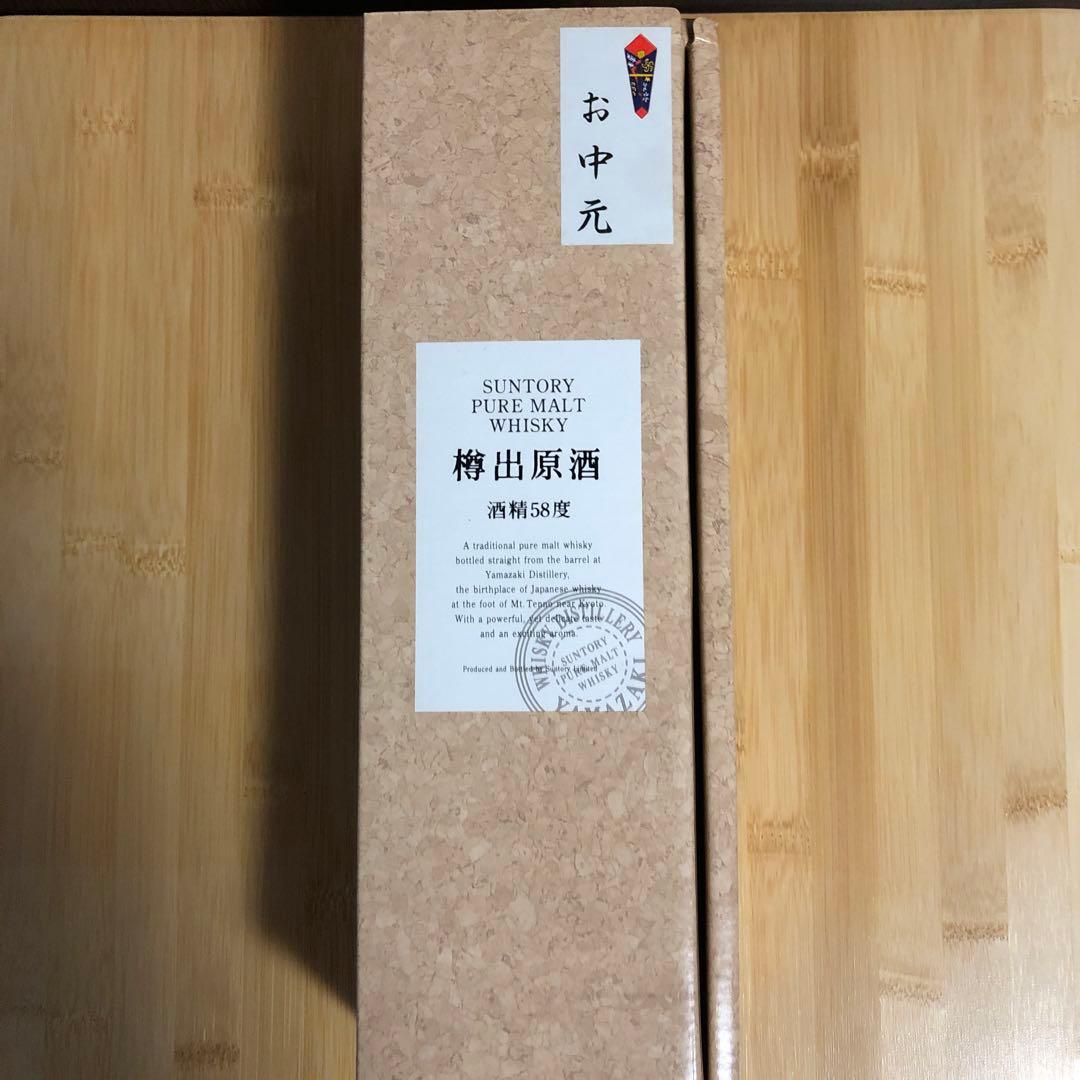 お中元
SUNTORY
PURE MALT
WHISKY
樽出原酒
酒精58度
A traditional pure malt whisky
bottled straight from the barrel at
Yamazaki Distillery,
the birthplace of Japanese whisky
at the foot of Mt. Tenno near Kyoto.
With a powerful, yet delicate taste
and an exciting aroma.
Produced and Bottled by Suntory Limited
WHISKY DISTILLERY
SUNTORY
PURE MALT
WHISKY
YAMAZAKI